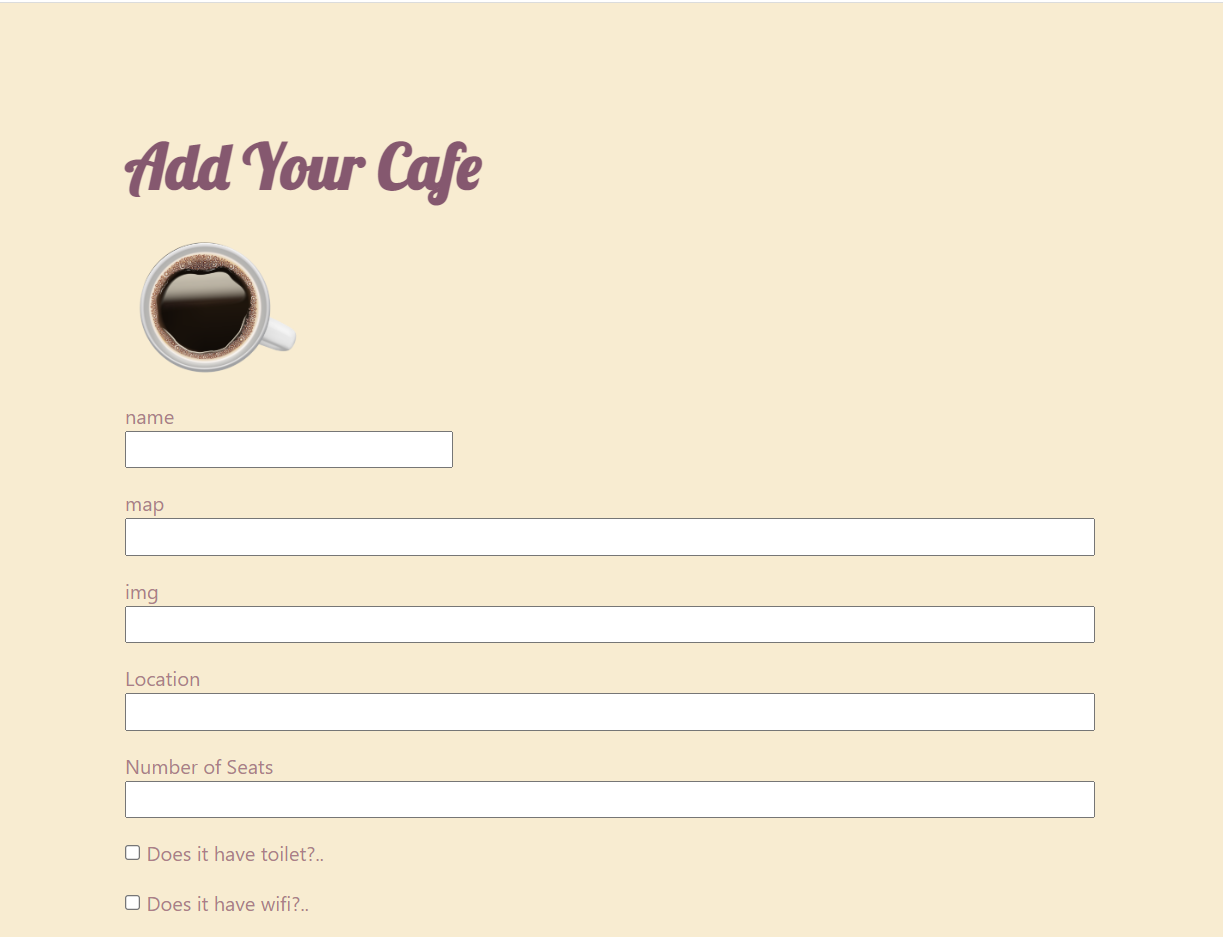 Add Your Cafe
name
map
img
Location
Number of Seats
Does it have toilet?..
Does it have wifi?..